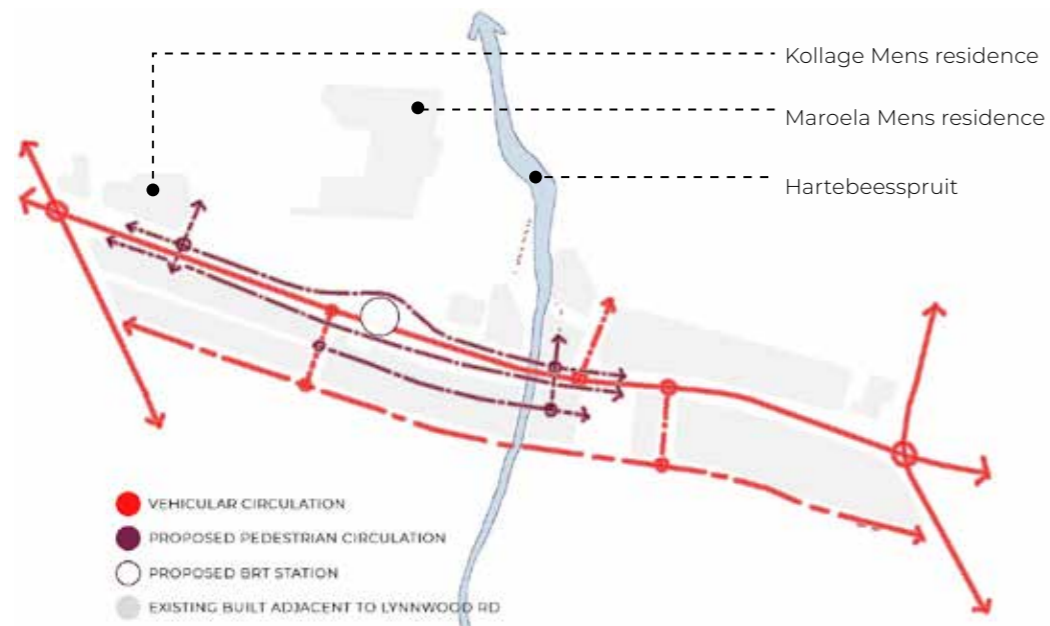 Kollage Mens residence
Maroela Mens residence
Hartebeesspruit
VEHICULAR CIRCULATION
PROPOSED PEDESTRIAN CIRCULATION
PROPOSED BRT STATION
EXISTING BUILT ADJACENT TO LYNNWOOD RD